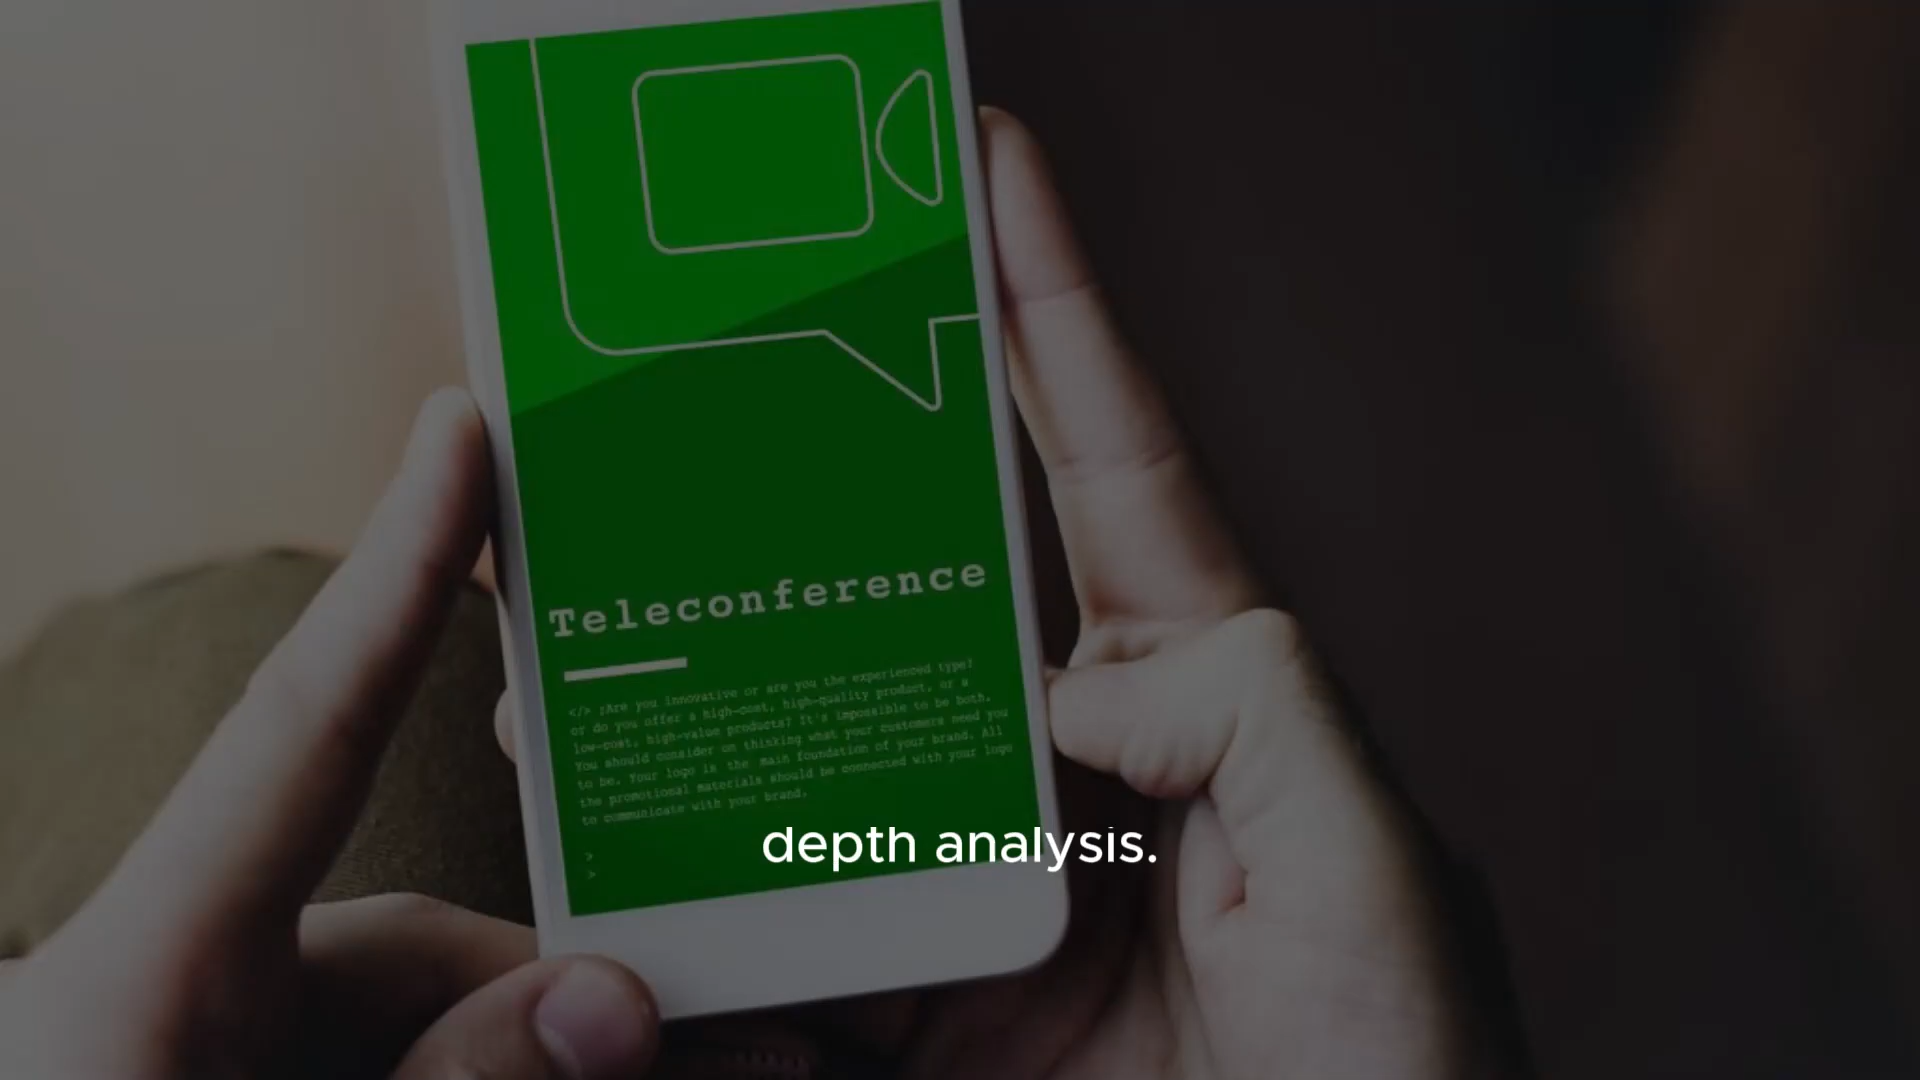 Teleconference
</> ;Are you innovative or are you the experienced type?
or do you offer a high-cost, high-quality product, or a
low-cost, high-value products? It's impossible to be both.
You should consider on thinking what your customers need you
to be. Your logo is the main foundation of your brand. All
the promotional materials should be connected with your logo
to communicate with your brand.
>
>
depth analysis.